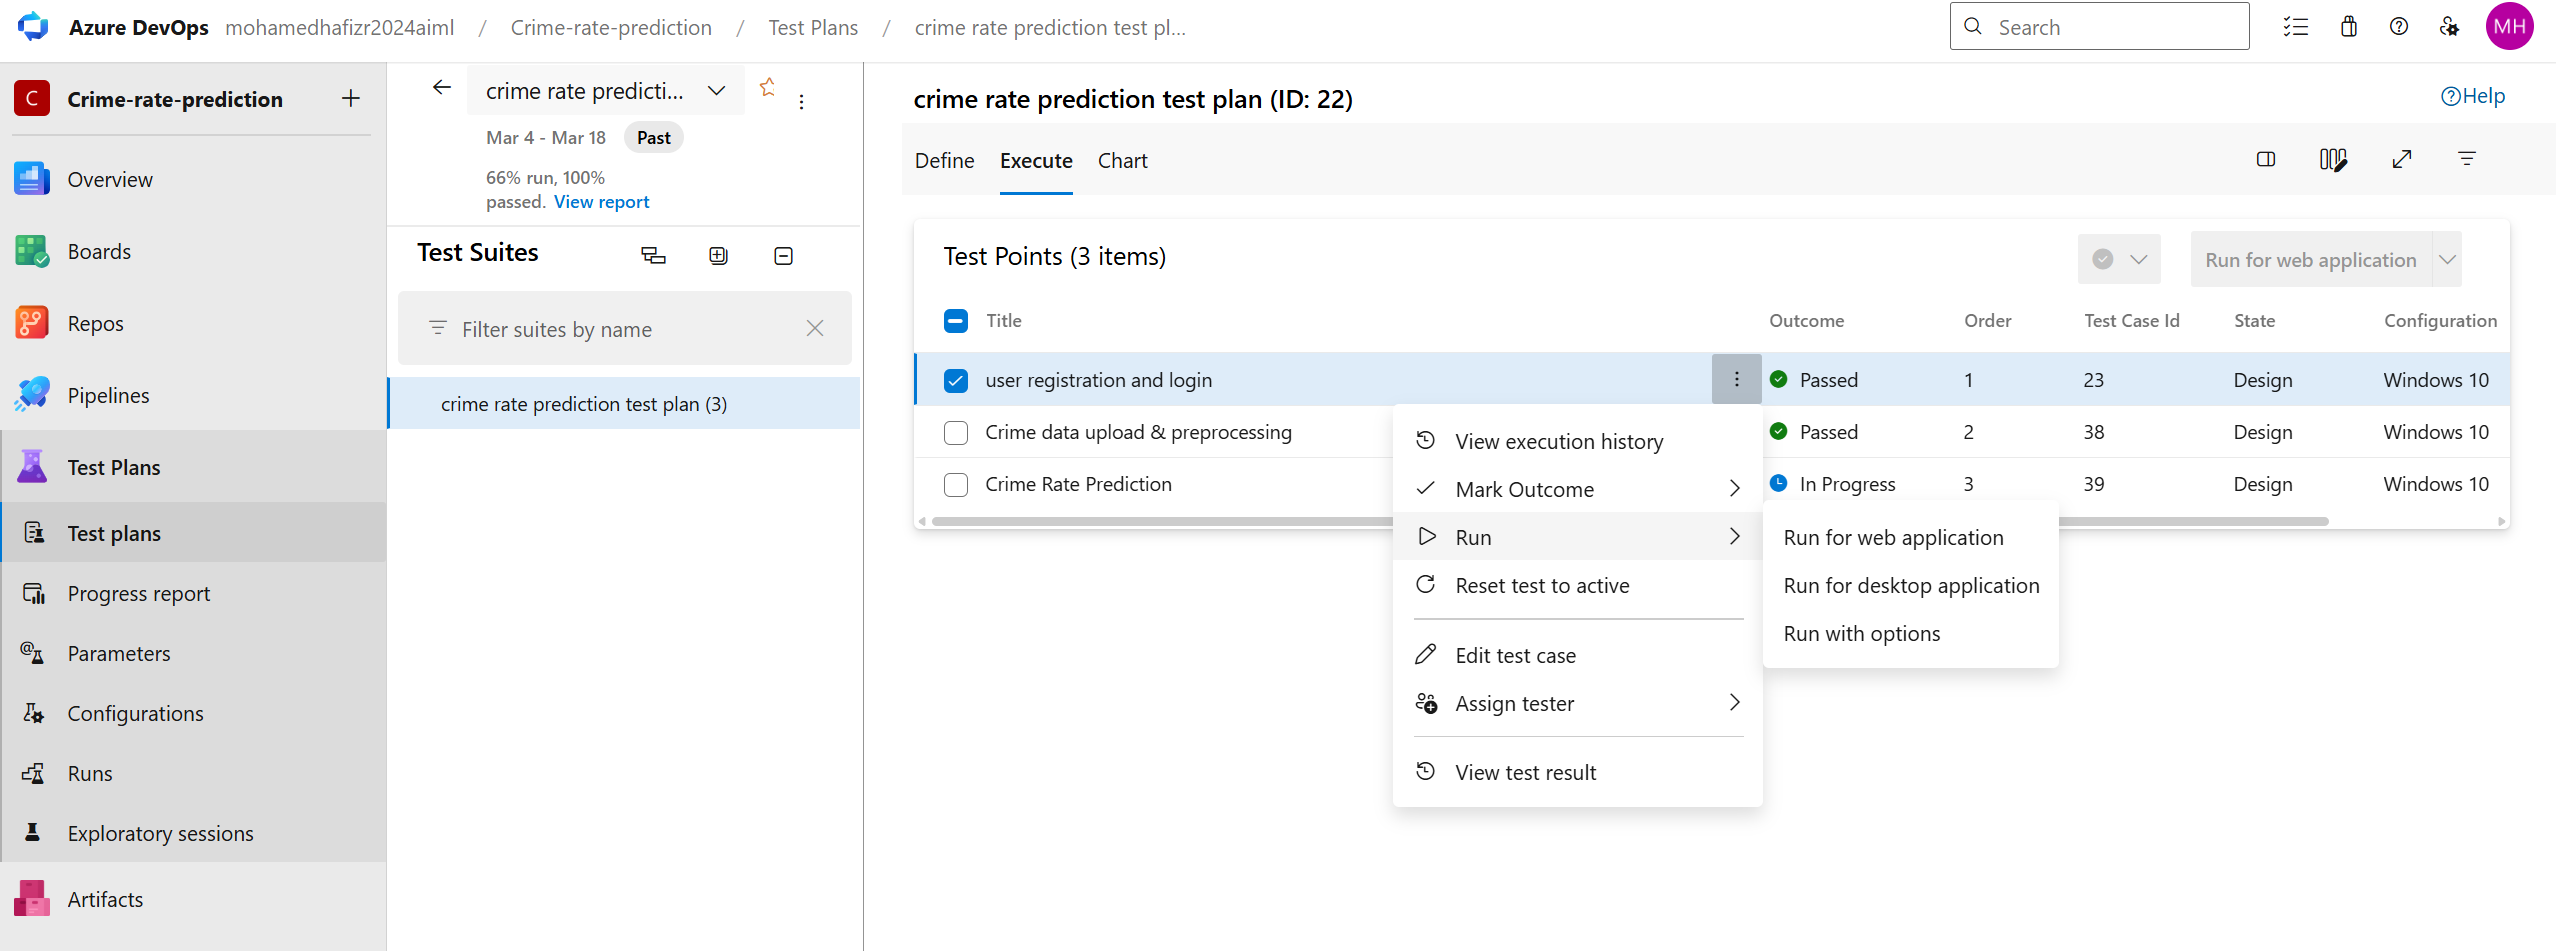 Azure DevOps mohamedhafizr2024aiml / Crime-rate-prediction / Test Plans / crime rate prediction test pl...
Search
MH
C Crime-rate-prediction
Overview
Boards
Repos
Pipelines
Test Plans
Test plans
Progress report
Parameters
Configurations
Runs
Exploratory sessions
Artifacts
crime rate predicti...
Mar 4 - Mar 18 Past
66% run, 100%
passed. View report
Test Suites
Filter suites by name
crime rate prediction test plan (3)
crime rate prediction test plan (ID: 22)
Help
Define Execute Chart
Test Points (3 items)
Run for web application
Title Outcome Order Test Case Id State Configuration
user registration and login Passed 1 23 Design Windows 10
Crime data upload & preprocessing Passed 2 38 Design Windows 10
Crime Rate Prediction In Progress 3 39 Design Windows 10
View execution history
Mark Outcome
Run
Reset test to active
Edit test case
Assign tester
View test result
Run for web application
Run for desktop application
Run with options